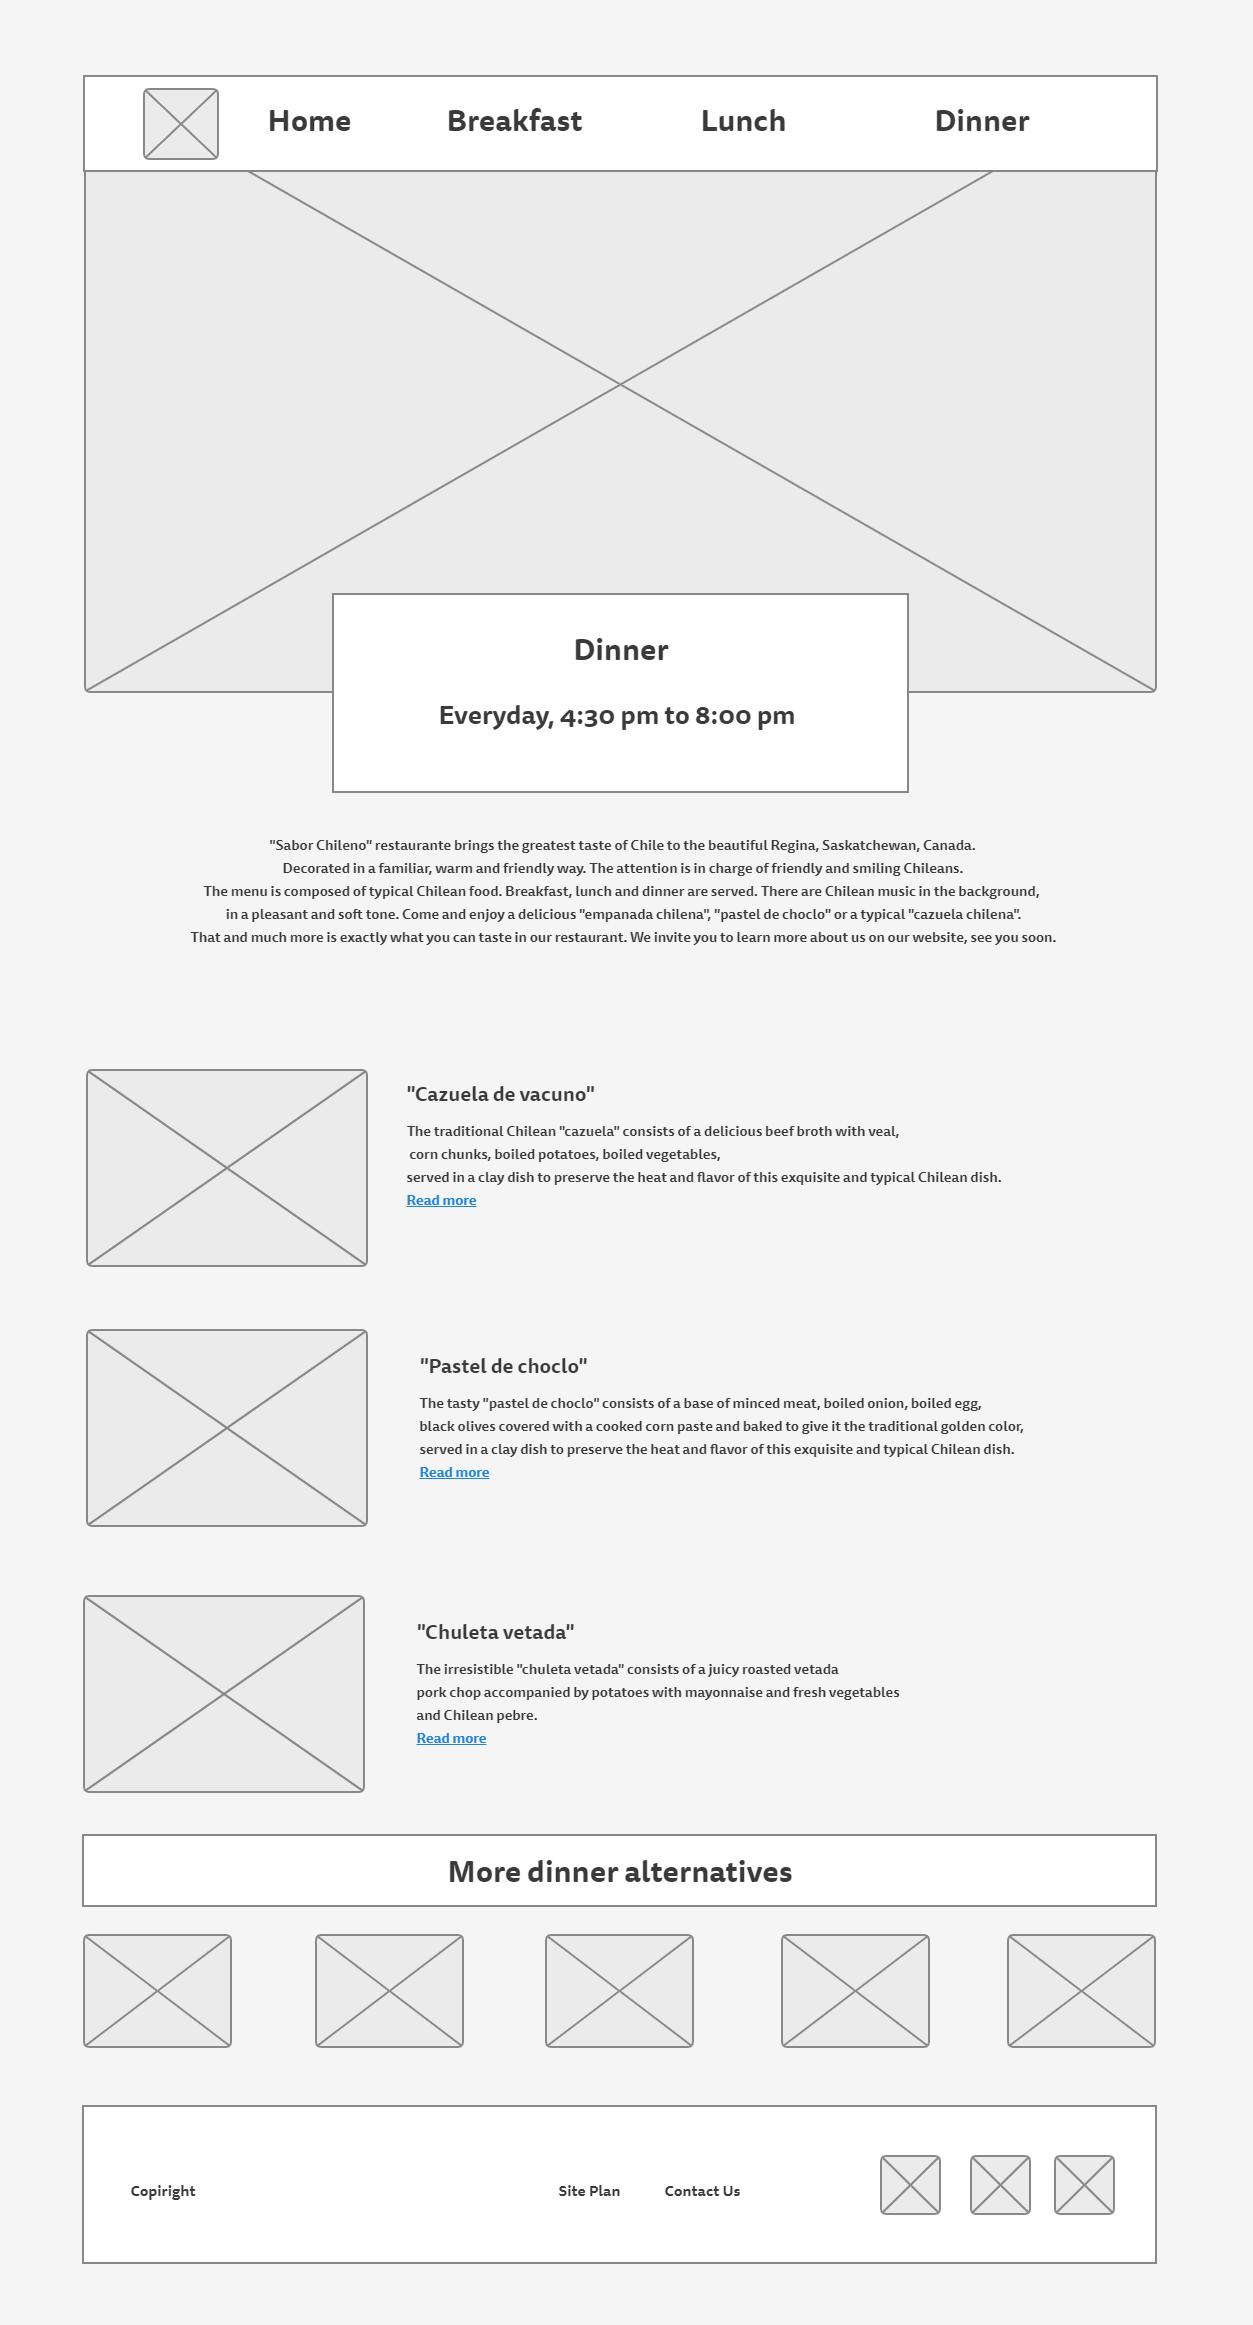 Home Breakfast Lunch Dinner
Dinner
Everyday, 4:30 pm to 8:00 pm
"Sabor Chileno" restaurante brings the greatest taste of Chile to the beautiful Regina, Saskatchewan, Canada.
Decorated in a familiar, warm and friendly way. The attention is in charge of friendly and smiling Chileans.
The menu is composed of typical Chilean food. Breakfast, lunch and dinner are served. There are Chilean music in the background,
in a pleasant and soft tone. Come and enjoy a delicious "empanada chilena", "pastel de choclo" or a typical "cazuela chilena".
That and much more is exactly what you can taste in our restaurant. We invite you to learn more about us on our website, see you soon.
"Cazuela de vacuno"
The traditional Chilean "cazuela" consists of a delicious beef broth with veal,
corn chunks, boiled potatoes, boiled vegetables,
served in a clay dish to preserve the heat and flavor of this exquisite and typical Chilean dish.
Read more
"Pastel de choclo"
The tasty "pastel de choclo" consists of a base of minced meat, boiled onion, boiled egg,
black olives covered with a cooked corn paste and baked to give it the traditional golden color,
served in a clay dish to preserve the heat and flavor of this exquisite and typical Chilean dish.
Read more
"Chuleta vetada"
The irresistible "chuleta vetada" consists of a juicy roasted vetada
pork chop accompanied by potatoes with mayonnaise and fresh vegetables
and Chilean pebre.
Read more
More dinner alternatives
Copiright Site Plan Contact Us